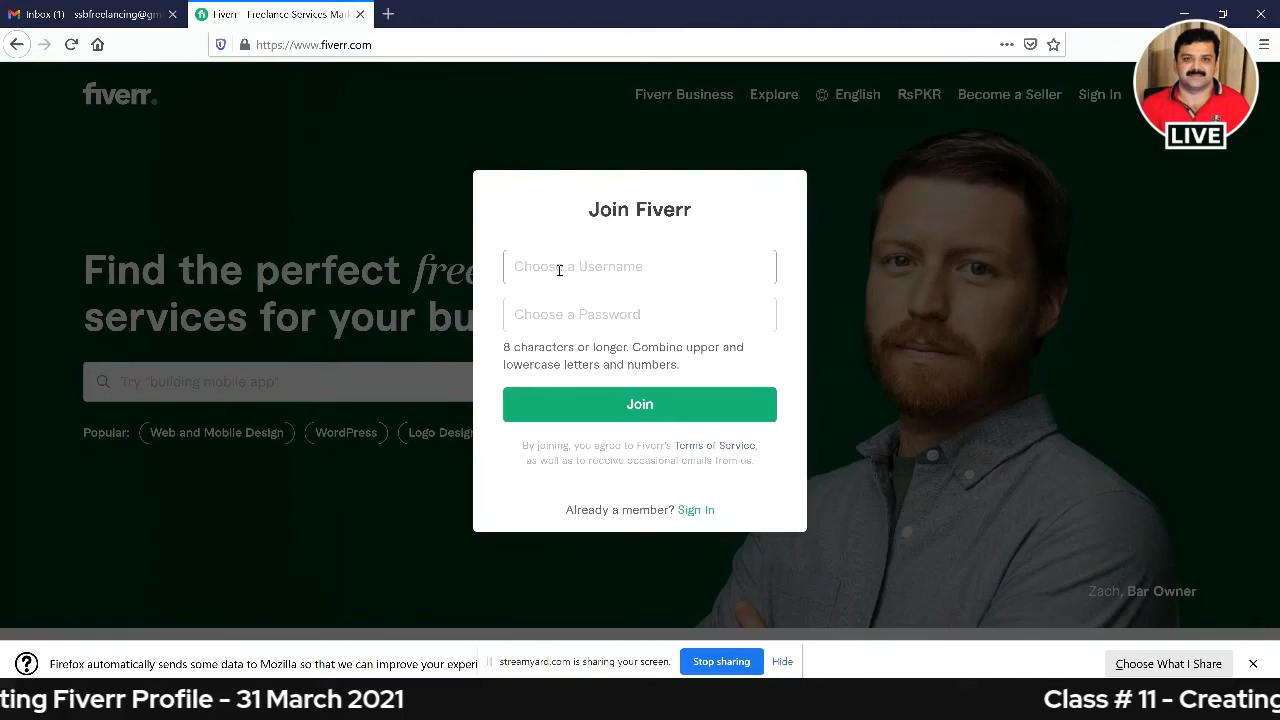 Inbox (1) - ssbfreelancing@gm
Fiverr - Freelance Services Mark
https://www.fiverr.com
fiverr.
Fiverr Business
Explore
English
RsPKR
Become a Seller
Sign In
LIVE
Join Fiverr
Choose a Username
Choose a Password
8 characters or longer. Combine upper and
lowercase letters and numbers.
Join
By joining, you agree to Fiverr's Terms of Service,
as well as to receive occasional emails from us.
Already a member? Sign In
Find the perfect free
services for your bu
Try "building mobile app"
Popular:
Web and Mobile Design
WordPress
Logo Design
Zach, Bar Owner
Firefox automatically sends some data to Mozilla so that we can improve your experi
streamyard.com is sharing your screen.
Stop sharing
Hide
Choose What I Share
ting Fiverr Profile - 31 March 2021
Class # 11 - Creating